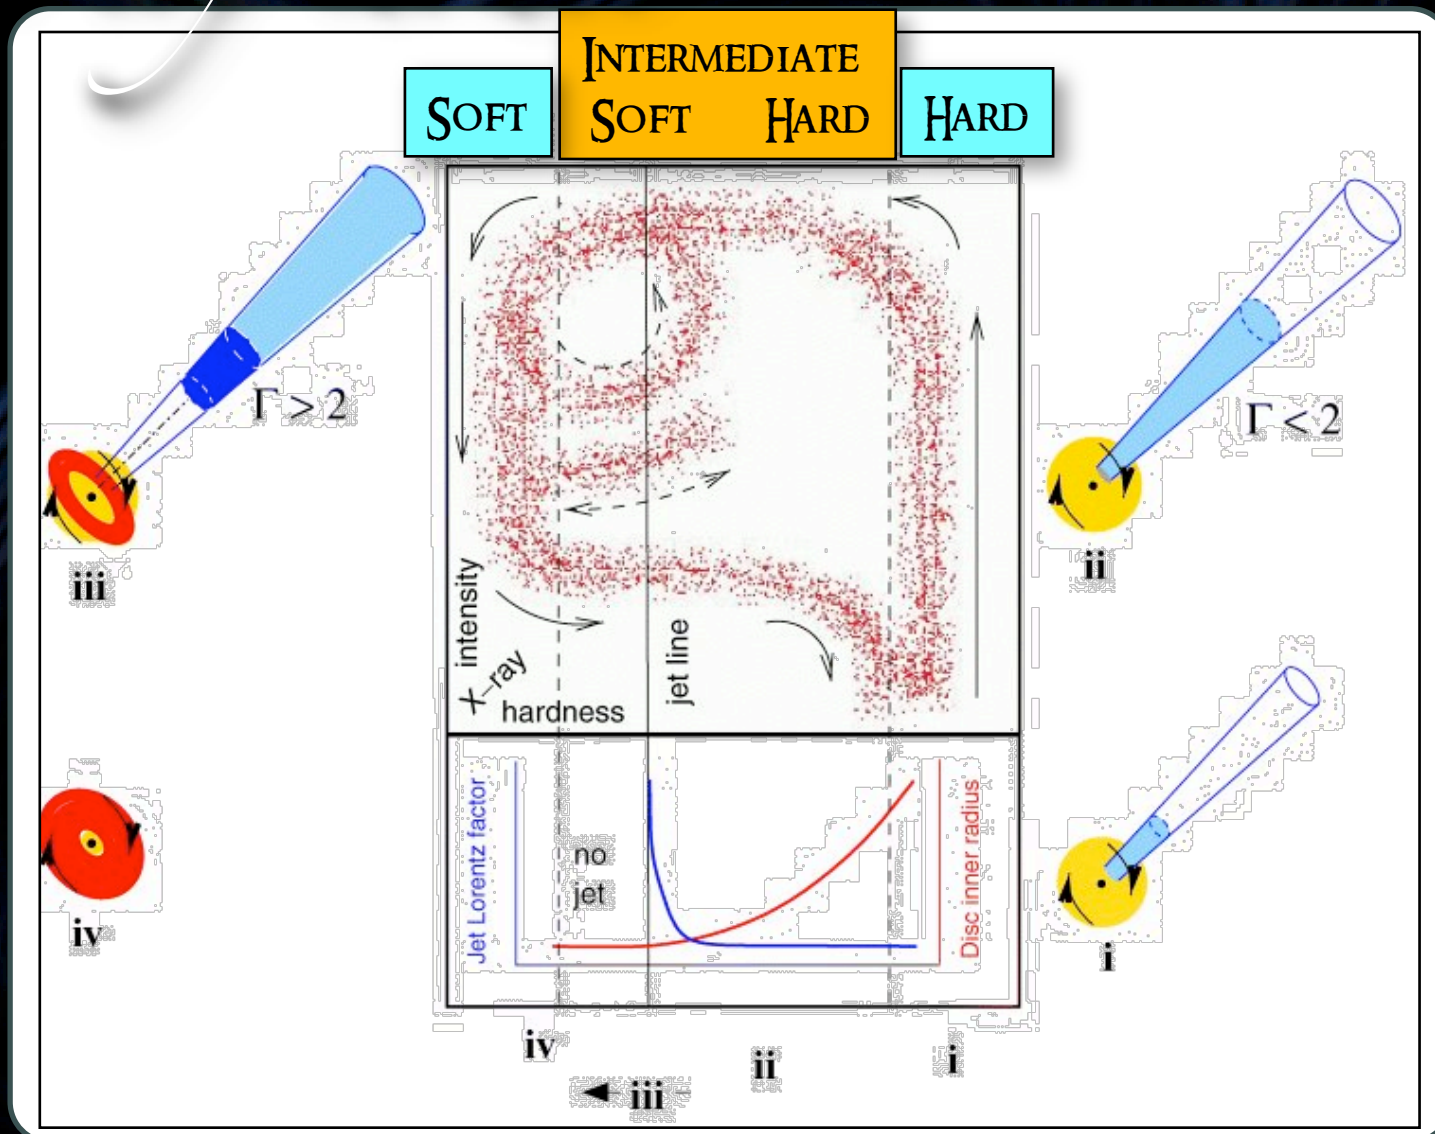 INTERMEDIATE
SOFT
SOFT HARD
HARD
Γ > 2
Γ < 2
iii
ii
intensity
X-ray
hardness
jet line
Jet Lorentz factor
no
jet
Disc inner radius
iv
i
iv
iii
ii
i